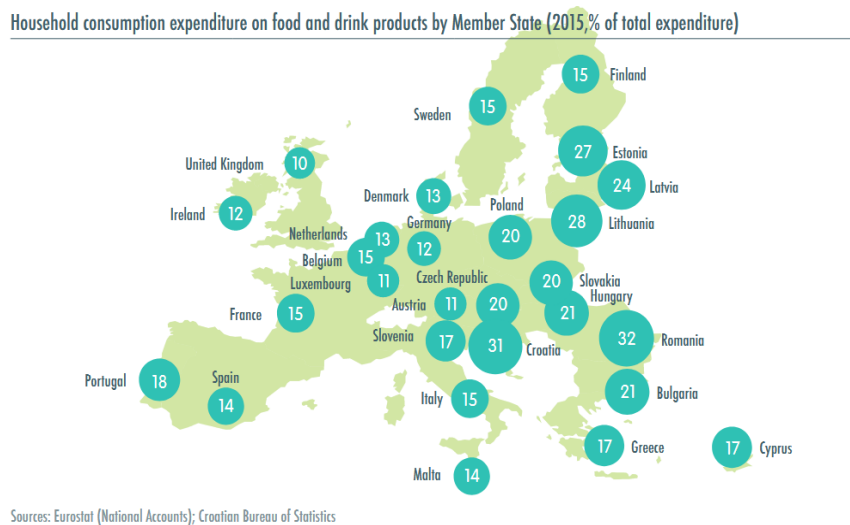 Household consumption expenditure on food and drink products by Member State (2015,% of total expenditure)
15 Finland
Sweden 15
27 Estonia
United Kingdom 10
24 Latvia
Denmark 13
Poland
Ireland 12
28 Lithuania
Germany
Netherlands 13
20
12
Belgium 15
Czech Republic
Luxembourg 11
20 Slovakia
Hungary
Austria 11
20
21
France 15
Slovenia 17
31 Croatia
32 Romania
Portugal 18
Spain
21 Bulgaria
14
Italy 15
17 Greece
17 Cyprus
Malta 14
Sources: Eurostat (National Accounts); Croatian Bureau of Statistics